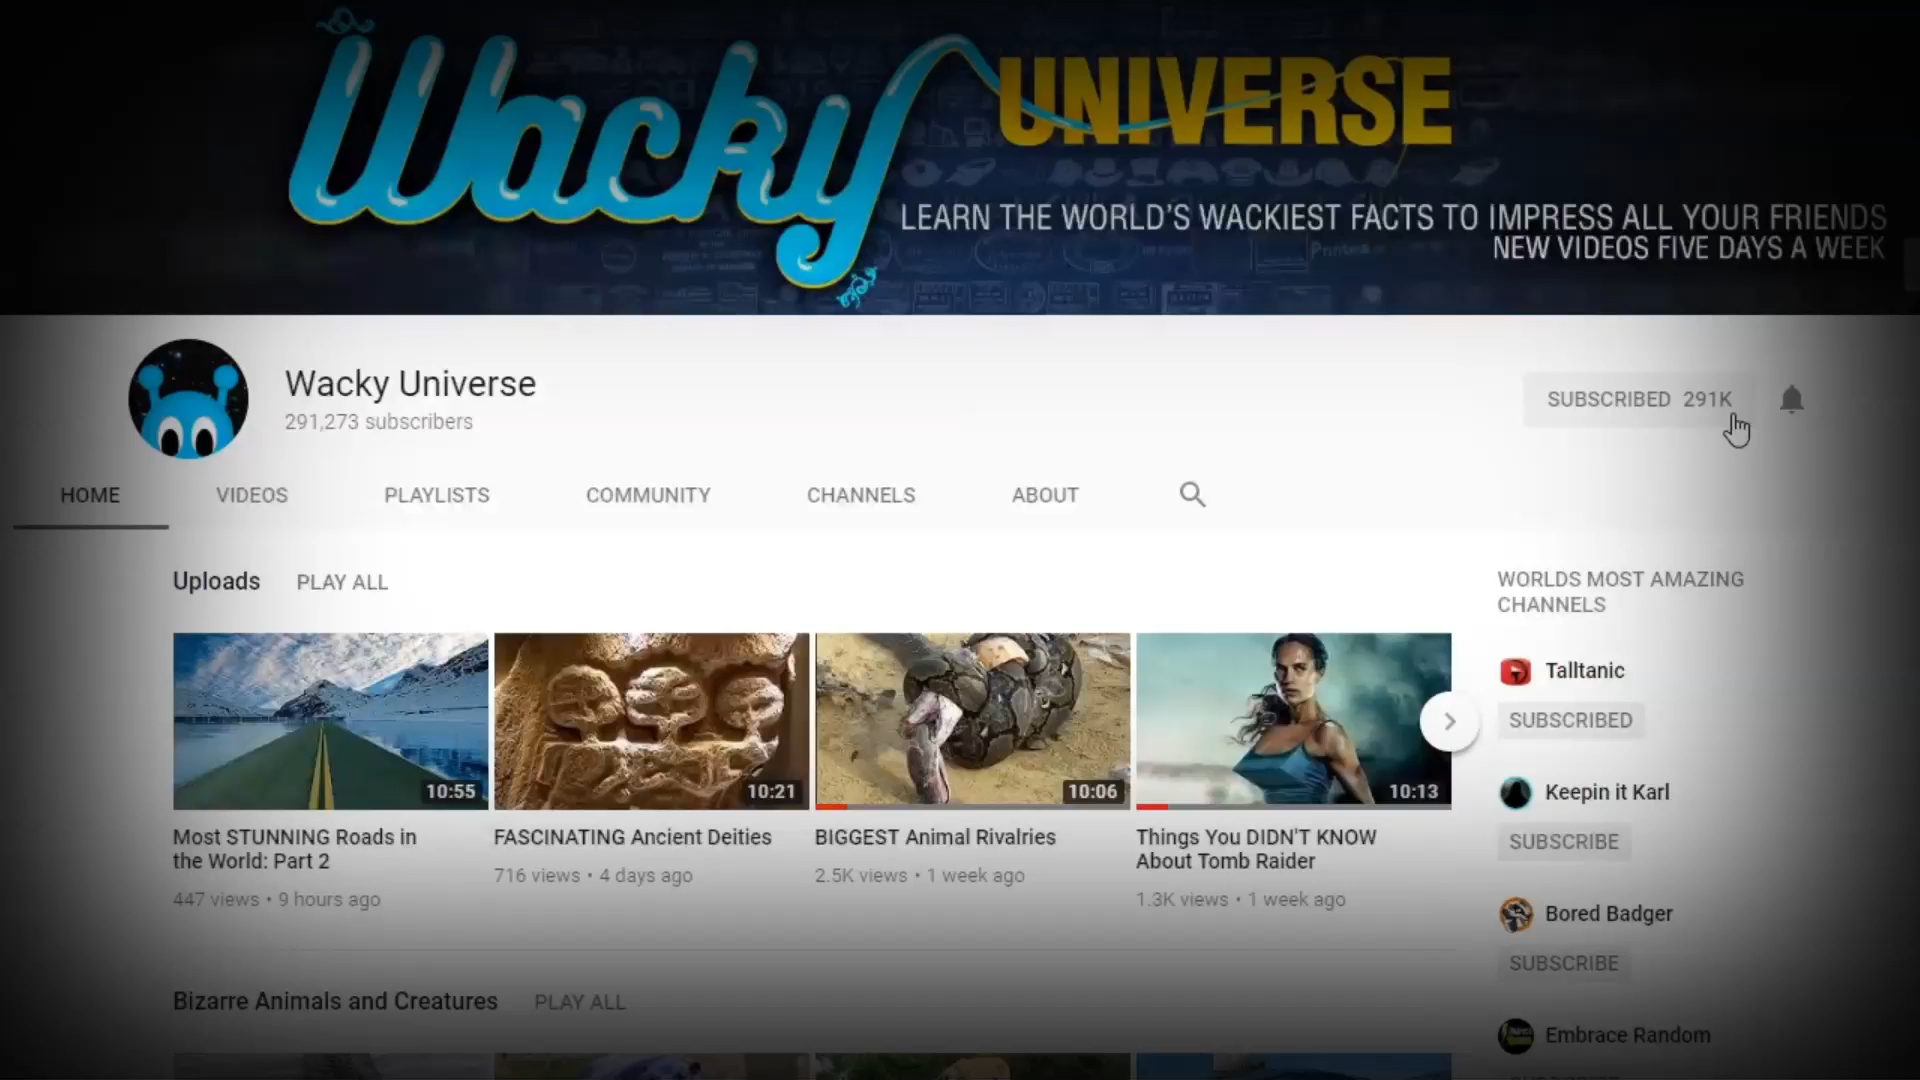 Wacky UNIVERSE
LEARN THE WORLD'S WACKIEST FACTS TO IMPRESS ALL YOUR FRIENDS
NEW VIDEOS FIVE DAYS A WEEK
Wacky Universe
291,273 subscribers
SUBSCRIBED 291K
HOME VIDEOS PLAYLISTS COMMUNITY CHANNELS ABOUT
Uploads PLAY ALL
10:55
10:21
10:06
10:13
Most STUNNING Roads in
the World: Part 2
447 views • 9 hours ago
FASCINATING Ancient Deities
716 views • 4 days ago
BIGGEST Animal Rivalries
2.5K views • 1 week ago
Things You DIDN'T KNOW
About Tomb Raider
1.3K views • 1 week ago
WORLDS MOST AMAZING
CHANNELS
Talltanic
SUBSCRIBED
Keepin it Karl
SUBSCRIBE
Bored Badger
SUBSCRIBE
Embrace Random
Bizarre Animals and Creatures PLAY ALL